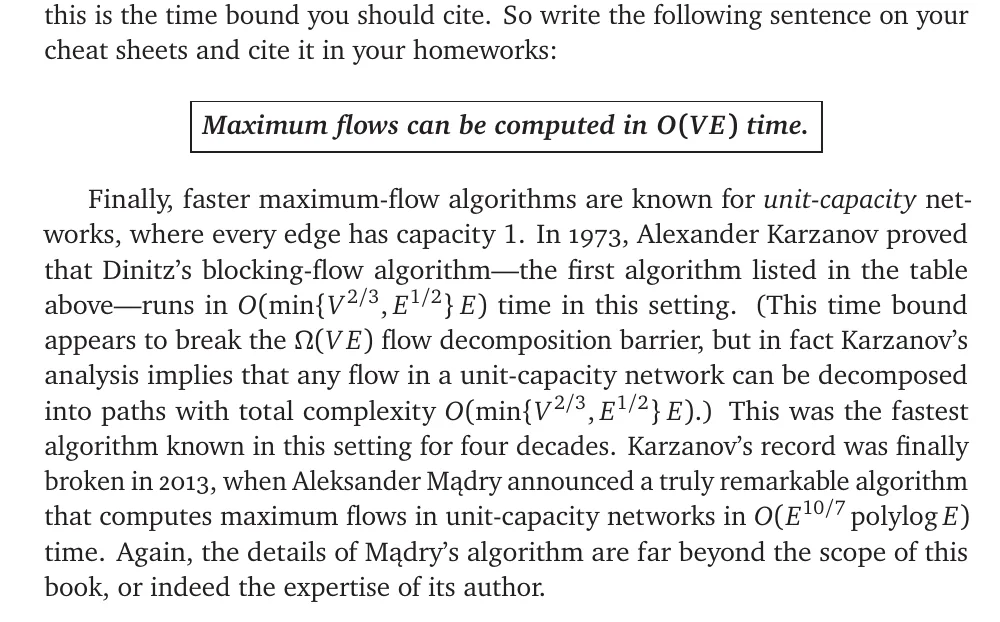 this is the time bound you should cite. So write the following sentence on your
cheat sheets and cite it in your homeworks:
Maximum flows can be computed in O(VE) time.
Finally, faster maximum-flow algorithms are known for unit-capacity net-
works, where every edge has capacity 1. In 1973, Alexander Karzanov proved
that Dinitz’s blocking-flow algorithm—the first algorithm listed in the table
above—runs in O(min{V^{2/3}, E^{1/2}} E) time in this setting. (This time bound
appears to break the Ω(VE) flow decomposition barrier, but in fact Karzanov’s
analysis implies that any flow in a unit-capacity network can be decomposed
into paths with total complexity O(min{V^{2/3}, E^{1/2}} E).) This was the fastest
algorithm known in this setting for four decades. Karzanov’s record was finally
broken in 2013, when Aleksander Mądry announced a truly remarkable algorithm
that computes maximum flows in unit-capacity networks in O(E^{10/7} polylog E)
time. Again, the details of Mądry’s algorithm are far beyond the scope of this
book, or indeed the expertise of its author.